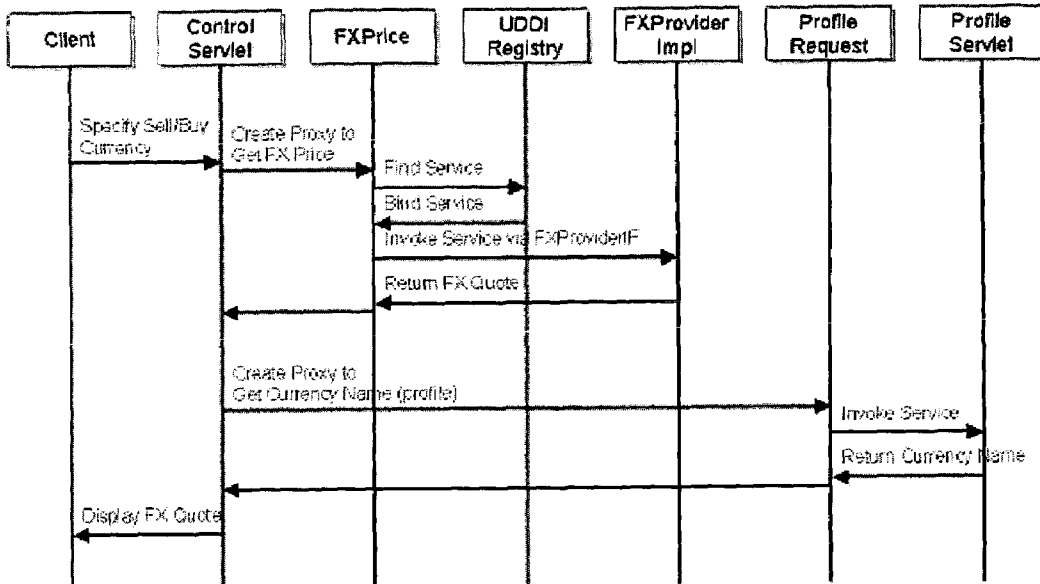 Client
Control
Servlet
FXPrice
UDDI
Registry
FXProvider
Impl
Profile
Request
Profile
Servlet
Specify Sell/Buy
Currency
Create Proxy to
Get FX Price
Find Service
Bind Service
Invoke Service via FXProviderIF
Return FX Quote
Create Proxy to
Get Currency Name (profile)
Invoke Service
Return Currency Name
Display FX Quote